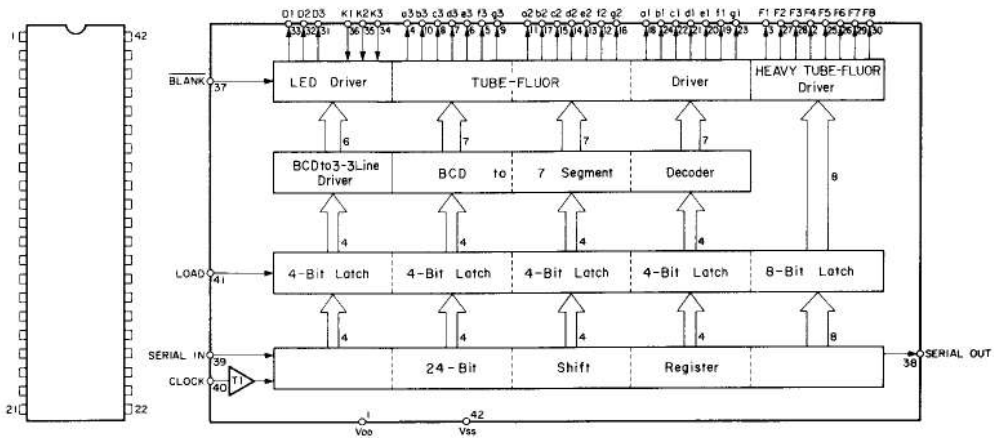 D1 D2 D3 K1 K2 K3 a3 b3 c3 d3 e3 f3 g3 a2 b2 c2 d2 e2 f2 g2 a1 b1 c1 d1 e1 f1 g1 F1 F2 F3 F4 F5 F6 F7 F8
33 32 31 36 35 34 4 10 8 7 6 5 9 11 17 15 14 13 12 16 18 24 22 21 20 19 23 3 27 28 2 25 26 29 30
1 42
BLANK 37
LED Driver TUBE-FLUOR Driver HEAVY TUBE-FLUOR
Driver
6 7 7 7
BCDto3-3Line BCD to 7 Segment Decoder
Driver
8
4 4 4 4
LOAD 41
4-Bit Latch 4-Bit Latch 4-Bit Latch 4-Bit Latch 8-Bit Latch
4 4 4 4 8
SERIAL IN 39
38 SERIAL OUT
24-Bit Shift Register
CLOCK 40 T1
21 22
1 42
VDD VSS